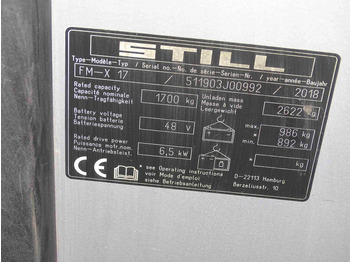 STILL
Type-Modèle-Typ / Serial no.-No. de série-Serien-Nr. / year-année-Baujahr
FM-X 17 / 511903J00992 / 2018
Rated capacity
Capacité nominale
Nenn-Tragfähigkeit
1700 kg
Unladen mass
Masse à vide
Leergewicht
2622 kg
Battery voltage
Tension batterie
Batteriespannung
48 V
max. 986 kg
min. 892 kg
Rated drive power
Puissance mot. nom.
Nenn-Antriebsleist.
6,5 kW
* kg
CE
* see Operating instructions
voir Mode d'emploi
siehe Betriebsanleitung
D-22113 Hamburg
Berzeliusstr. 10